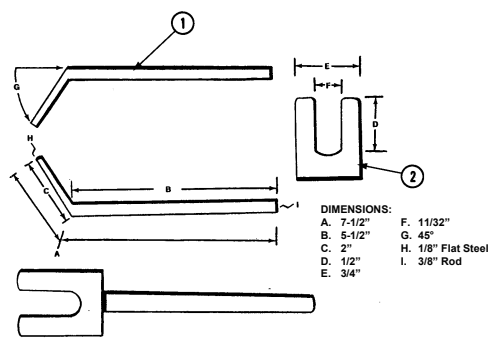 1
E
F
G
D
H
C
B
2
I
A
DIMENSIONS:
A. 7-1/2” F. 11/32”
B. 5-1/2” G. 45°
C. 2” H. 1/8” Flat Steel
D. 1/2” I. 3/8” Rod
E. 3/4”